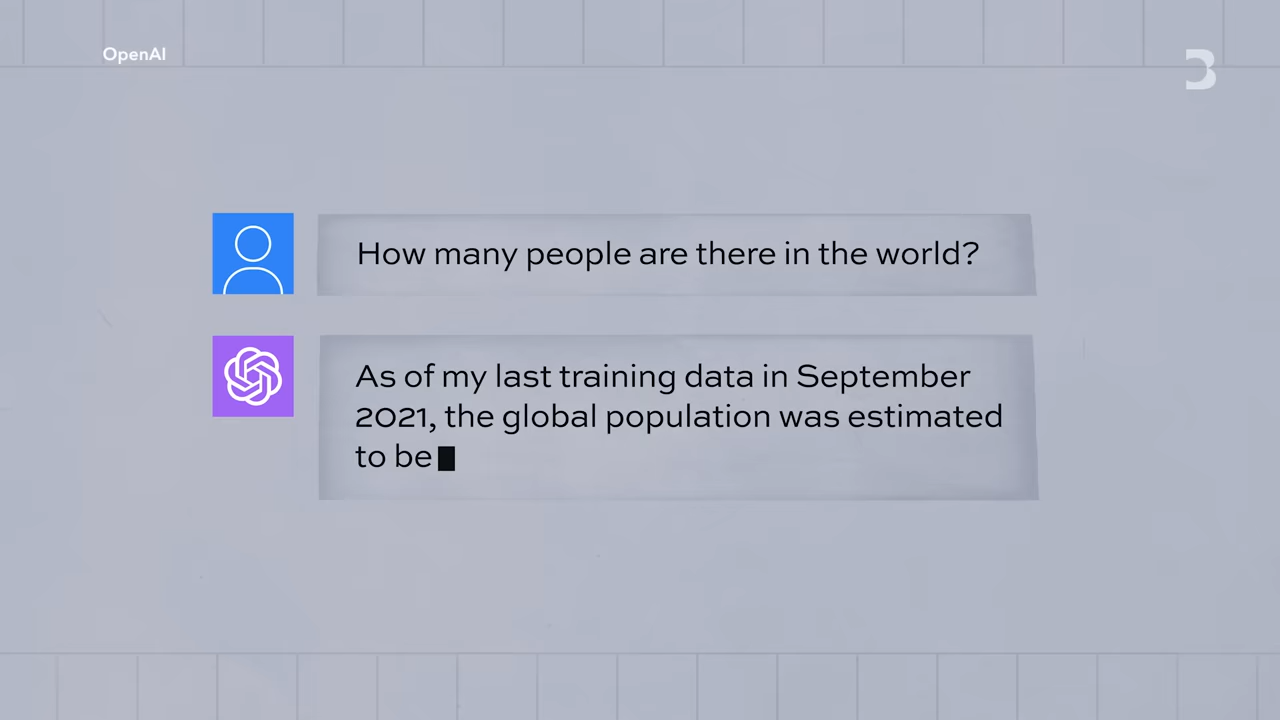 OpenAI
3
How many people are there in the world?
As of my last training data in September
2021, the global population was estimated
to be